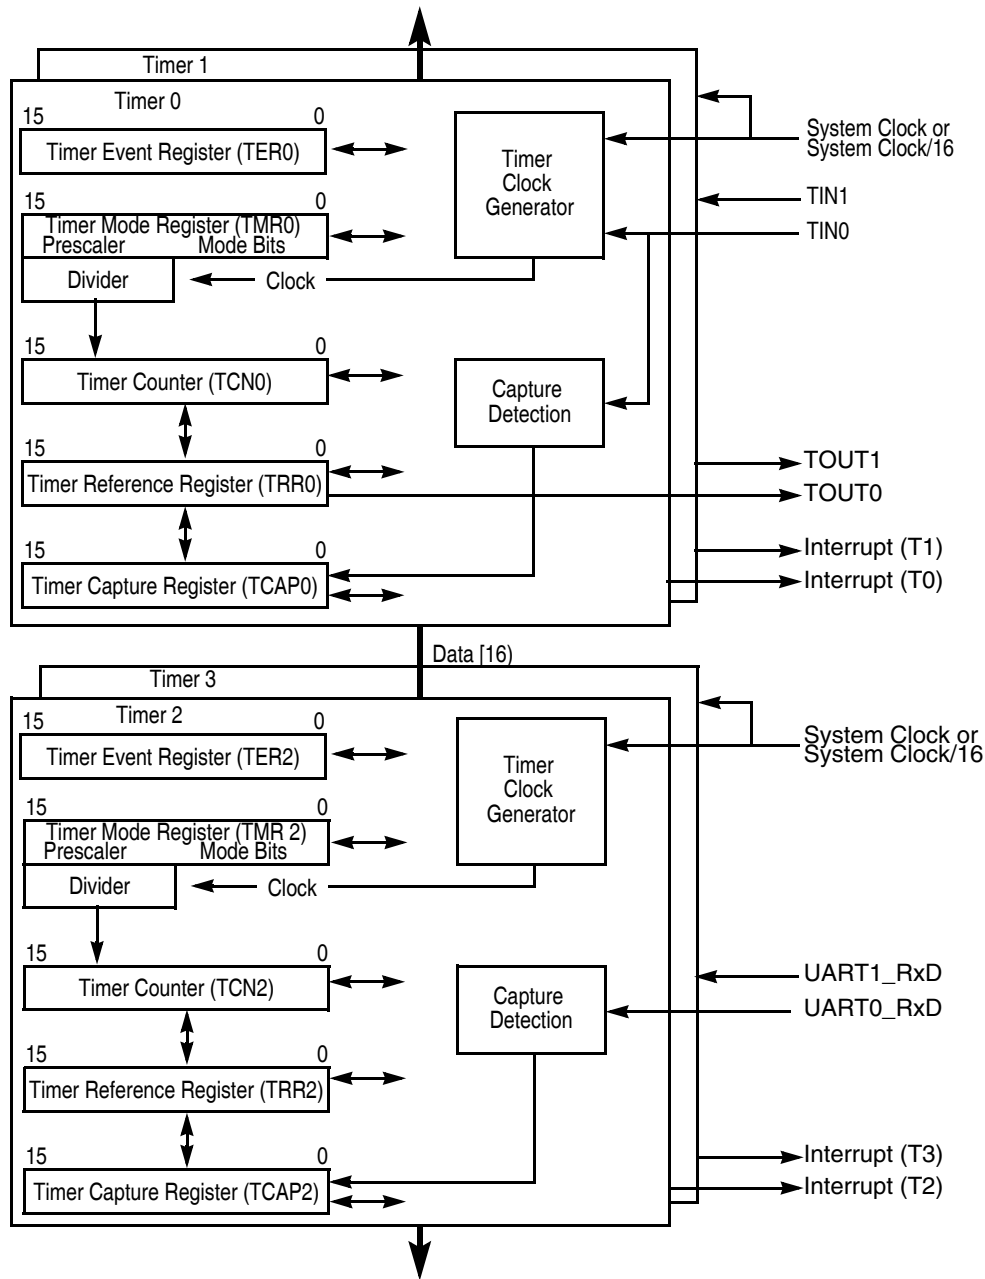 Timer 1
Timer 0
15 0
Timer Event Register (TER0)
Timer
Clock
Generator
System Clock or
System Clock/16
TIN1
TIN0
15 0
Timer Mode Register (TMR0)
Prescaler Mode Bits
Divider
Clock
15 0
Timer Counter (TCN0)
Capture
Detection
15 0
Timer Reference Register (TRR0)
TOUT1
TOUT0
15 0
Timer Capture Register (TCAP0)
Interrupt (T1)
Interrupt (T0)
Data [16)
Timer 3
Timer 2
15 0
Timer Event Register (TER2)
Timer
Clock
Generator
System Clock or
System Clock/16
15 0
Timer Mode Register (TMR 2)
Prescaler Mode Bits
Divider
Clock
15 0
Timer Counter (TCN2)
Capture
Detection
UART1_RxD
UART0_RxD
15 0
Timer Reference Register (TRR2)
15 0
Timer Capture Register (TCAP2)
Interrupt (T3)
Interrupt (T2)